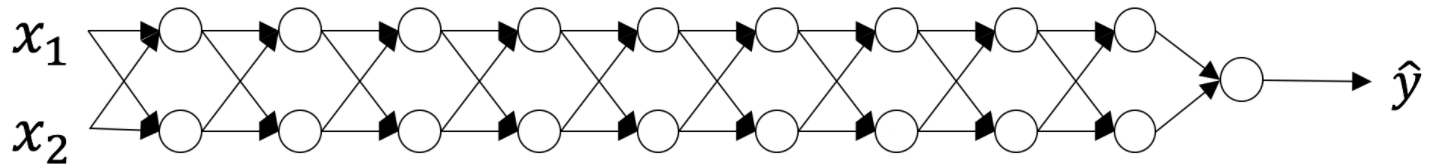 x₁
x₂
ŷ